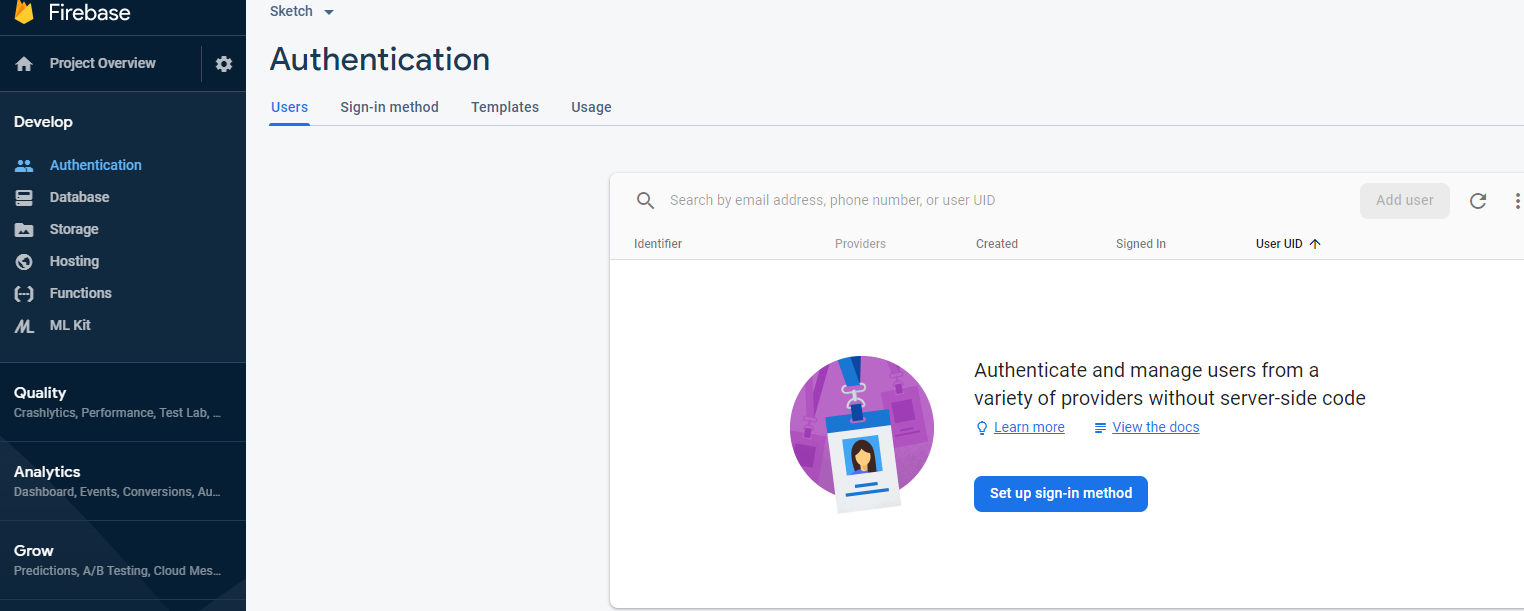 Firebase
Project Overview
Develop
Authentication
Database
Storage
Hosting
Functions
ML Kit
Quality
Crashlytics, Performance, Test Lab, ...
Analytics
Dashboard, Events, Conversions, Au...
Grow
Predictions, A/B Testing, Cloud Mes...
Sketch
Authentication
Users Sign-in method Templates Usage
Search by email address, phone number, or user UID Add user
Identifier Providers Created Signed In User UID
Authenticate and manage users from a
variety of providers without server-side code
Learn more View the docs
Set up sign-in method